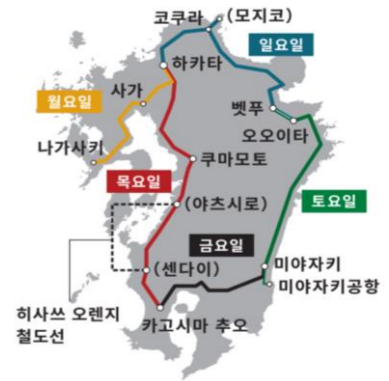 코쿠라
(모지코)
일요일
하카타
사가
월요일
벳푸
오오이타
나가사키
쿠마모토
목요일
(야츠시로)
토요일
금요일
(센다이)
미야자키
미야자키공항
히사쓰 오렌지
철도선
카고시마 추오